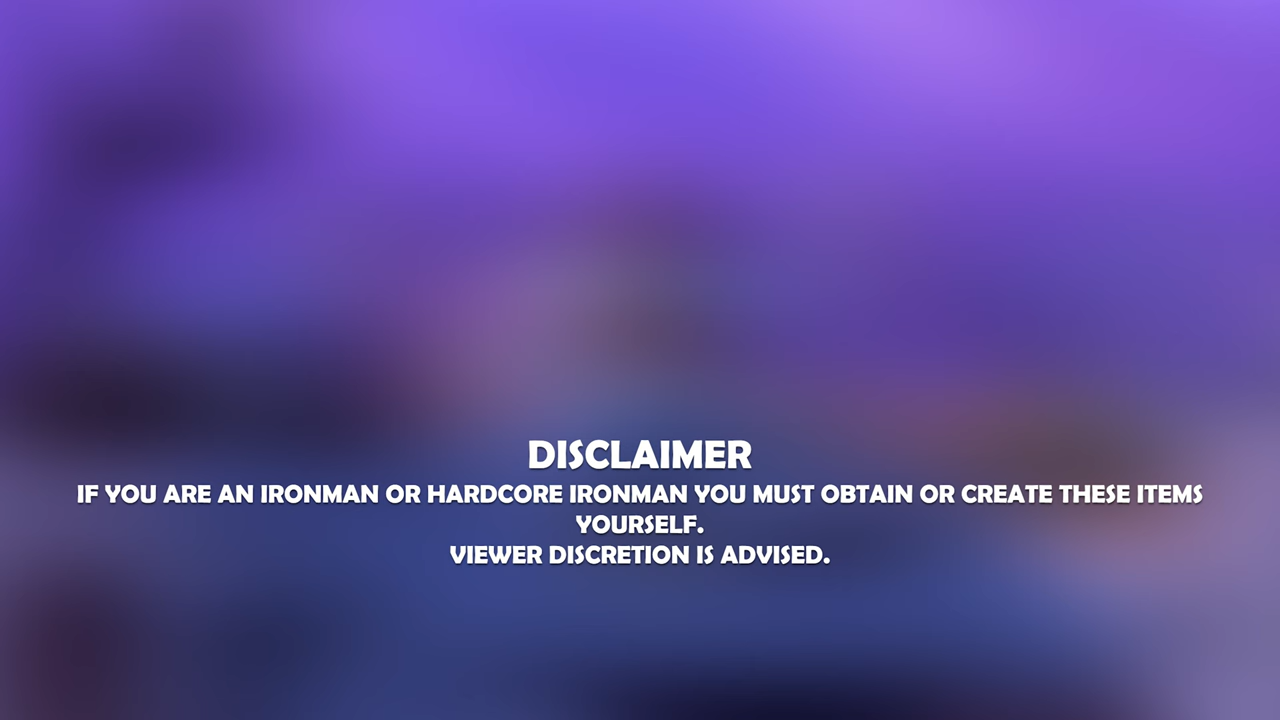 DISCLAIMER
IF YOU ARE AN IRONMAN OR HARDCORE IRONMAN YOU MUST OBTAIN OR CREATE THESE ITEMS
YOURSELF.
VIEWER DISCRETION IS ADVISED.